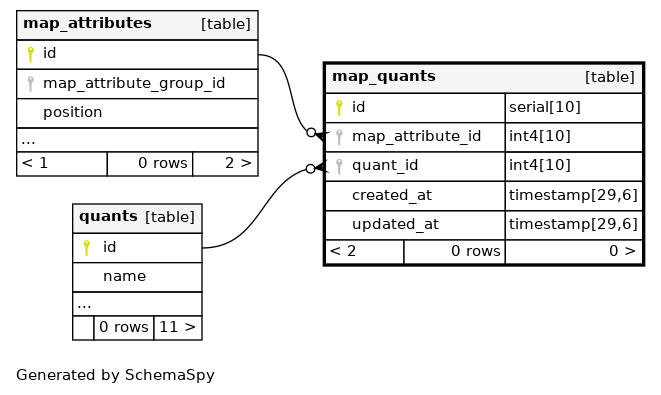 map_attributes [table]
id
map_attribute_group_id
position
...
< 1 0 rows 2 >
map_quants [table]
id serial[10]
map_attribute_id int4[10]
quant_id int4[10]
created_at timestamp[29,6]
updated_at timestamp[29,6]
< 2 0 rows 0 >
quants [table]
id
name
...
0 rows 11 >
Generated by SchemaSpy